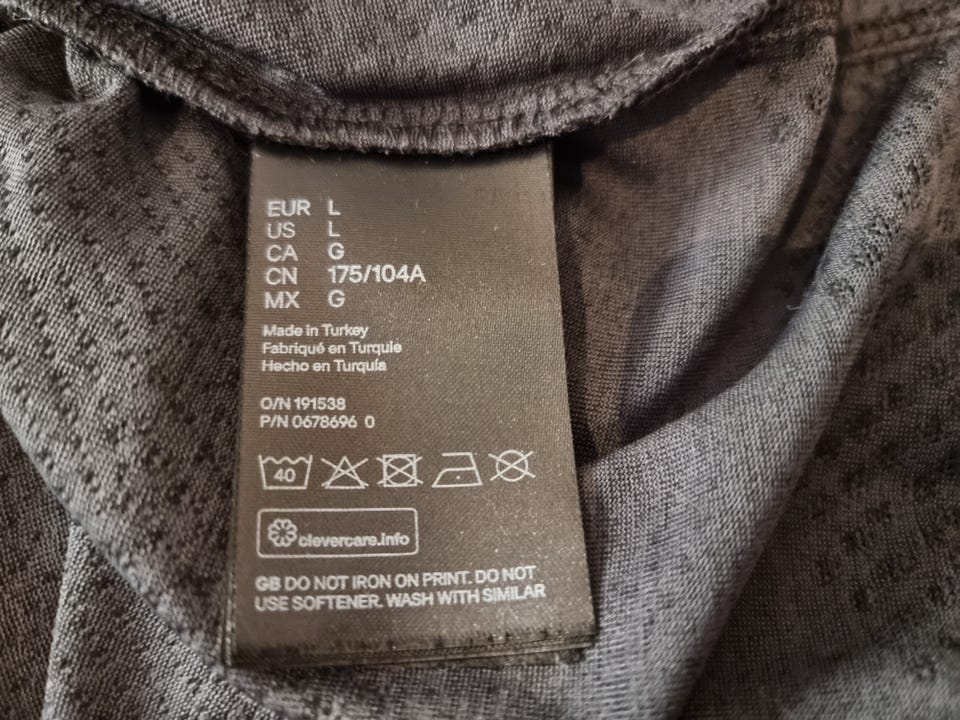 EUR L
US L
CA G
CN 175/104A
MX G
Made in Turkey
Fabriqué en Turquie
Hecho en Turquía
O/N 191538
P/N 0678696 0
40
clevercare.info
GB DO NOT IRON ON PRINT. DO NOT
USE SOFTENER. WASH WITH SIMILAR